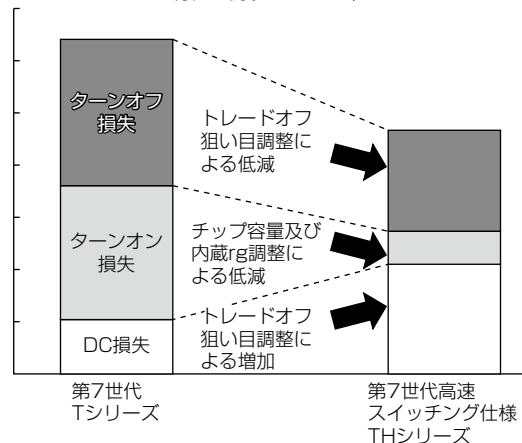 ターンオフ
損失
トレードオフ
狙い目調整に
よる低減
ターンオン
損失
チップ容量及び
内蔵rg調整に
よる低減
DC損失
トレードオフ
狙い目調整に
よる増加
第7世代
Tシリーズ
第7世代高速
スイッチング仕様
THシリーズ